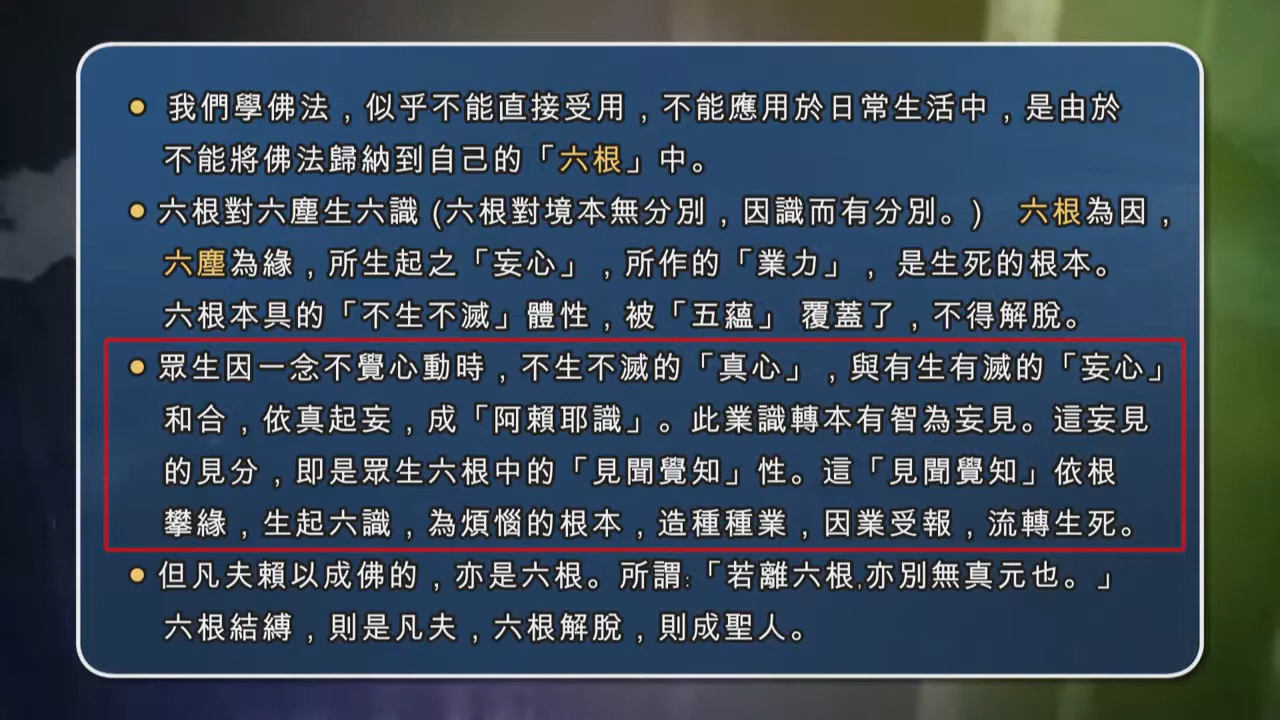 • 我們學佛法，似乎不能直接受用，不能應用於日常生活中，是由於
不能將佛法歸納到自己的「六根」中。
• 六根對六塵生六識 (六根對境本無分別，因識而有分別。) 六根為因，
六塵為緣，所生起之「妄心」，所作的「業力」， 是生死的根本。
六根本具的「不生不滅」體性，被「五蘊」 覆蓋了，不得解脫。
• 眾生因一念不覺心動時，不生不滅的「真心」，與有生有滅的「妄心」
和合，依真起妄，成「阿賴耶識」。此業識轉本有智為妄見。這妄見
的見分，即是眾生六根中的「見聞覺知」性。這「見聞覺知」依根
攀緣，生起六識，為煩惱的根本，造種種業，因業受報，流轉生死。
• 但凡夫賴以成佛的，亦是六根。所謂:「若離六根,亦別無真元也。」
六根結縛，則是凡夫，六根解脫，則成聖人。